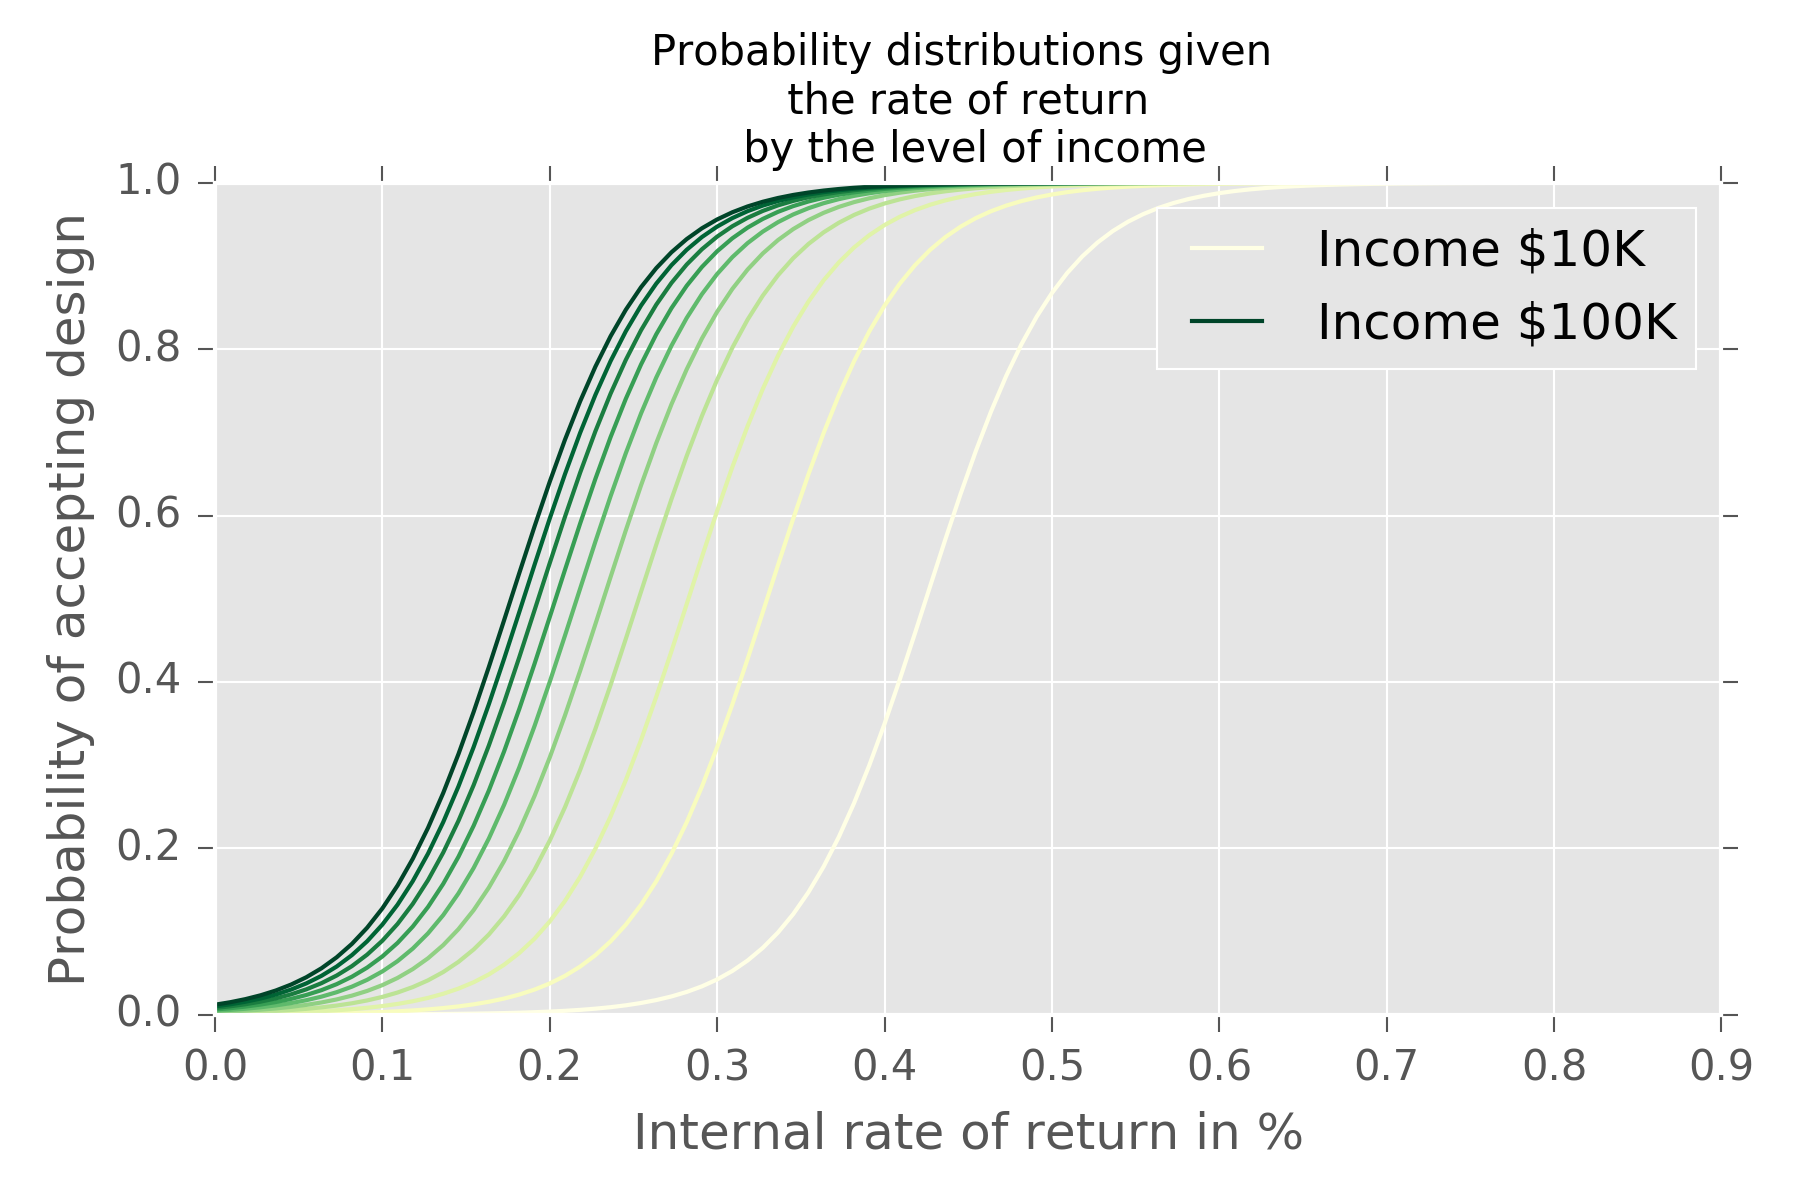 Probability distributions given
the rate of return
by the level of income
1.0
0.8
0.6
0.4
0.2
0.0
Probability of accepting design
Income $10K
Income $100K
0.0 0.1 0.2 0.3 0.4 0.5 0.6 0.7 0.8 0.9
Internal rate of return in %